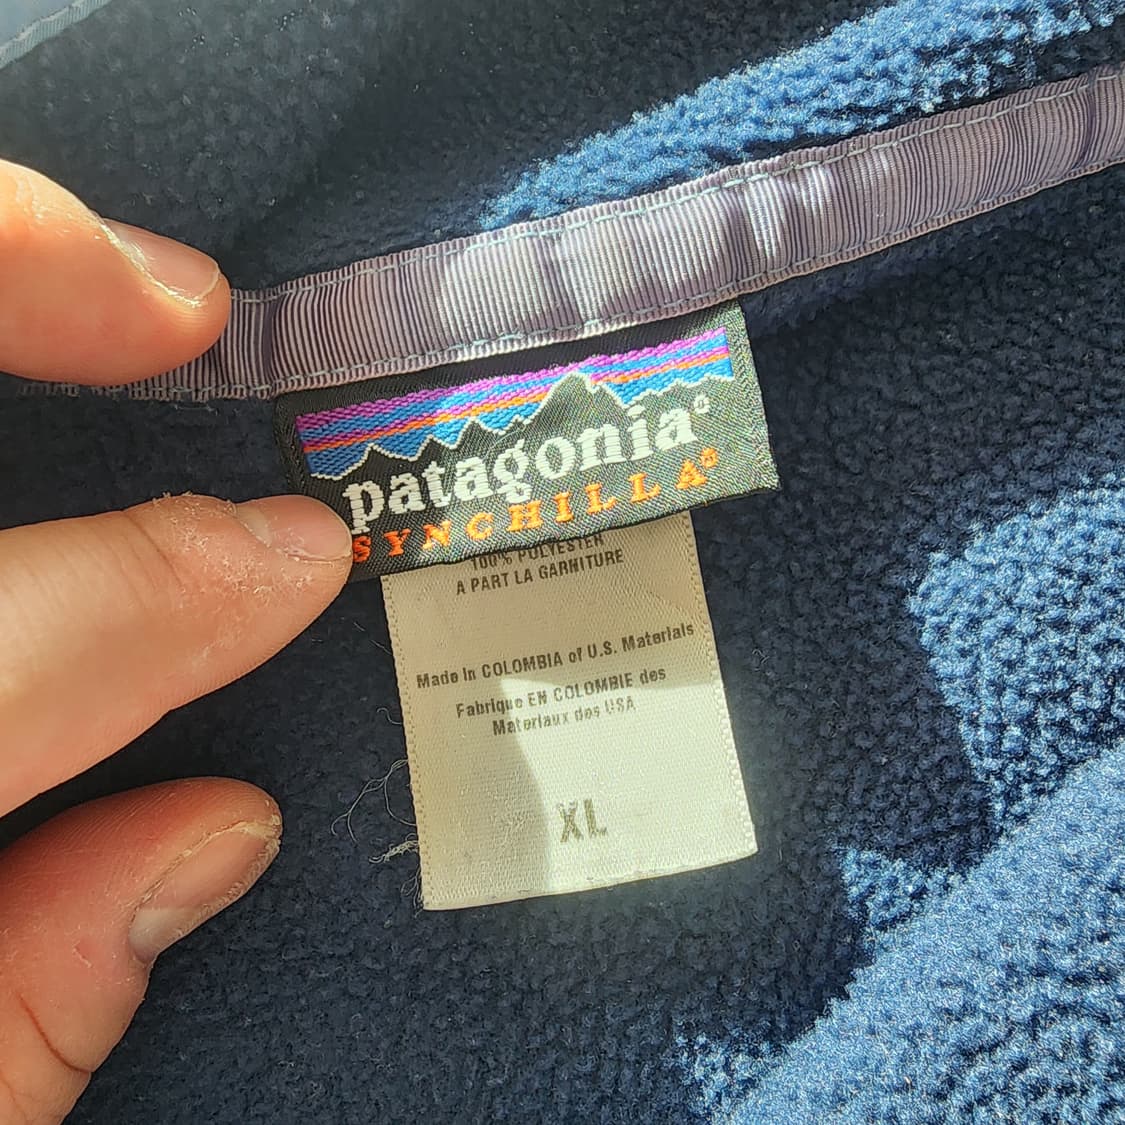 patagonia®
SYNCHILLA®
100% POLYESTER
A PART LA GARNITURE
Made in COLOMBIA of U.S. Materials
Fabrique EN COLOMBIE des
Materiaux des USA
XL